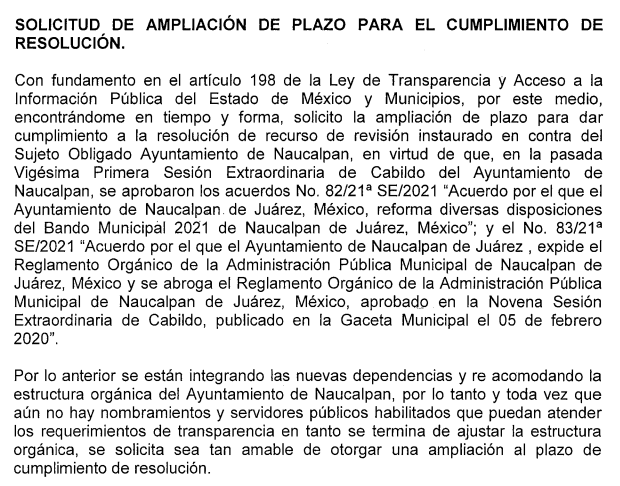 SOLICITUD DE AMPLIACIÓN DE PLAZO PARA EL CUMPLIMIENTO DE
RESOLUCIÓN.
Con fundamento en el artículo 198 de la Ley de Transparencia y Acceso a la
Información Pública del Estado de México y Municipios, por este medio,
encontrándome en tiempo y forma, solicito la ampliación de plazo para dar
cumplimiento a la resolución de recurso de revisión instaurado en contra del
Sujeto Obligado Ayuntamiento de Naucalpan, en virtud de que, en la pasada
Vigésima Primera Sesión Extraordinaria de Cabildo del Ayuntamiento de
Naucalpan, se aprobaron los acuerdos No. 82/21ª SE/2021 “Acuerdo por el que el
Ayuntamiento de Naucalpan de Juárez, México, reforma diversas disposiciones
del Bando Municipal 2021 de Naucalpan de Juárez, México”; y el No. 83/21ª
SE/2021 “Acuerdo por el que el Ayuntamiento de Naucalpan de Juárez , expide el
Reglamento Orgánico de la Administración Pública Municipal de Naucalpan de
Juárez, México y se abroga el Reglamento Orgánico de la Administración Pública
Municipal de Naucalpan de Juárez, México, aprobado en la Novena Sesión
Extraordinaria de Cabildo, publicado en la Gaceta Municipal el 05 de febrero
2020”.
Por lo anterior se están integrando las nuevas dependencias y re acomodando la
estructura orgánica del Ayuntamiento de Naucalpan, por lo tanto y toda vez que
aún no hay nombramientos y servidores públicos habilitados que puedan atender
los requerimientos de transparencia en tanto se termina de ajustar la estructura
orgánica, se solicita sea tan amable de otorgar una ampliación al plazo de
cumplimiento de resolución.